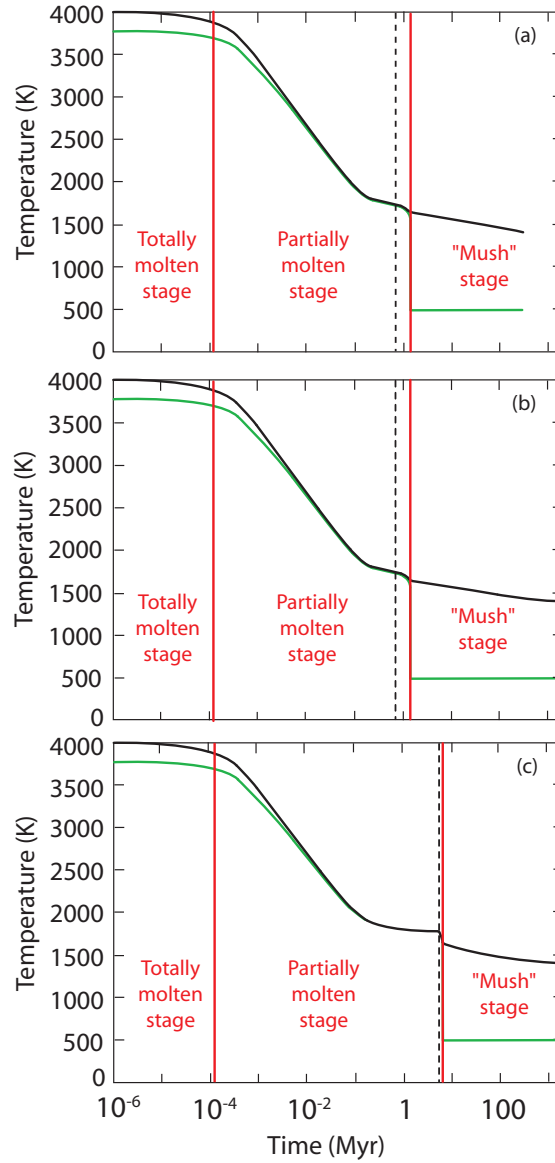 4000
(a)
3500
3000
2500
2000
1500
1000
500
0
Temperature (K)
Totally
molten
stage
Partially
molten
stage
"Mush"
stage
4000
(b)
3500
3000
2500
2000
1500
1000
500
0
Temperature (K)
Totally
molten
stage
Partially
molten
stage
"Mush"
stage
4000
(c)
3500
3000
2500
2000
1500
1000
500
0
Temperature (K)
Totally
molten
stage
Partially
molten
stage
"Mush"
stage
10-6 10-4 10-2 1 100
Time (Myr)